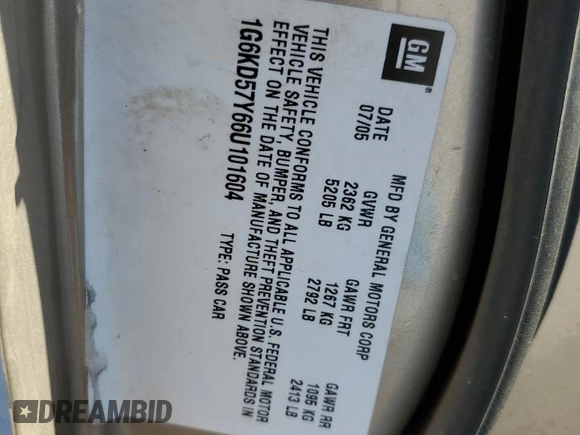 GM
®
MFD BY GENERAL MOTORS CORP
DATE GVWR GAWR FRT GAWR RR
07/05 2362 KG 1267 KG 1095 KG
5205 LB 2792 LB 2413 LB
THIS VEHICLE CONFORMS TO ALL APPLICABLE U.S. FEDERAL MOTOR
VEHICLE SAFETY, BUMPER, AND THEFT PREVENTION STANDARDS IN
EFFECT ON THE DATE OF MANUFACTURE SHOWN ABOVE.
1G6KD57Y66U101604 TYPE: PASS CAR
DREAMBID